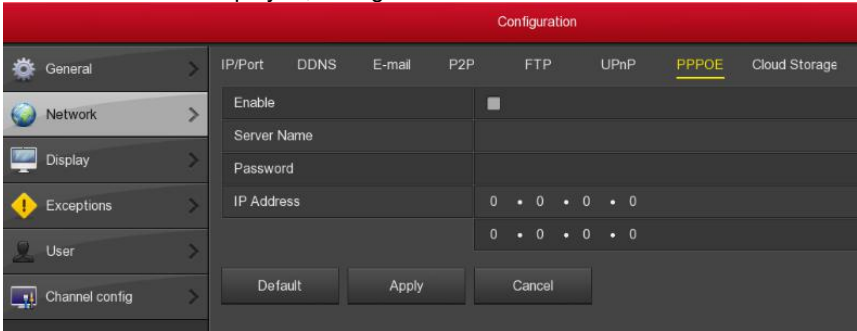 Configuration
General
Network
Display
Exceptions
User
Channel config
IP/Port DDNS E-mail P2P FTP UPnP PPPOE Cloud Storage
Enable
Server Name
Password
IP Address 0 • 0 • 0 • 0
0 • 0 • 0 • 0
Default Apply Cancel